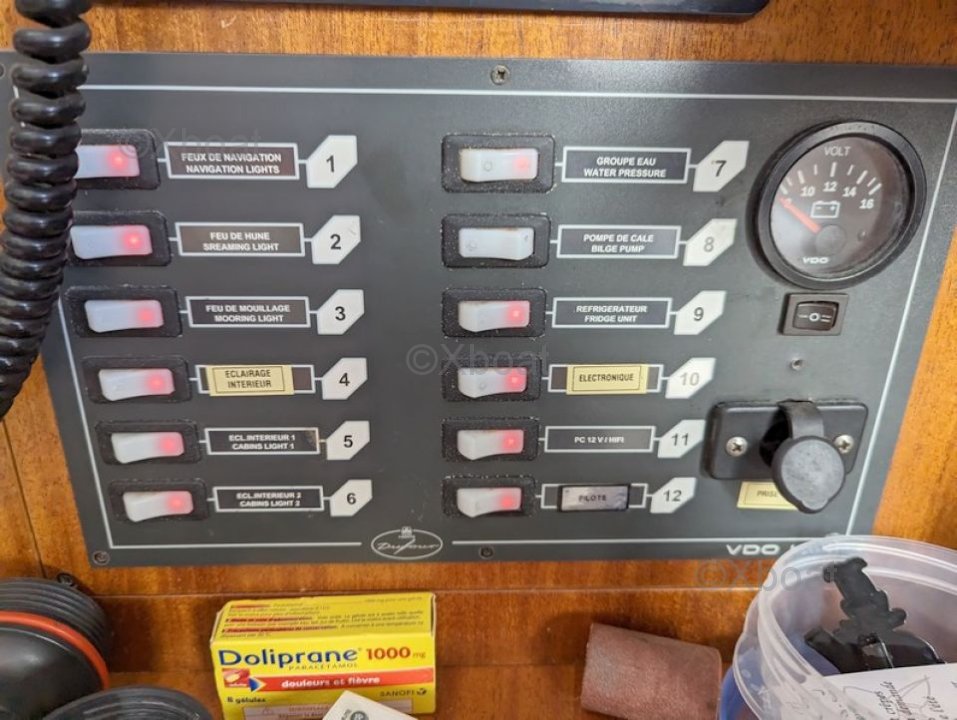 FEUX DE NAVIGATION
NAVIGATION LIGHTS
1
FEU DE HUNE
SREAMING LIGHT
2
FEU DE MOUILLAGE
MOORING LIGHT
3
ECLAIRAGE
INTERIEUR
4
ECL.INTERIEUR 1
CABINS LIGHT 1
5
ECL.INTERIEUR 2
CABINS LIGHT 2
6
GROUPE EAU
WATER PRESSURE
7
POMPE DE CALE
BILGE PUMP
8
REFRIGERATEUR
FRIDGE UNIT
9
ELECTRONIQUE
10
PC 12 V / HIFI
11
PILOTE
12
VOLT
8 10 12 14 16
VDO
Dufour
VDO
©Xboat
©Xboat
©Xboat
Doliprane 1000 mg
PARACÉTAMOL
douleurs et fièvre
SANOFI
8 gélules